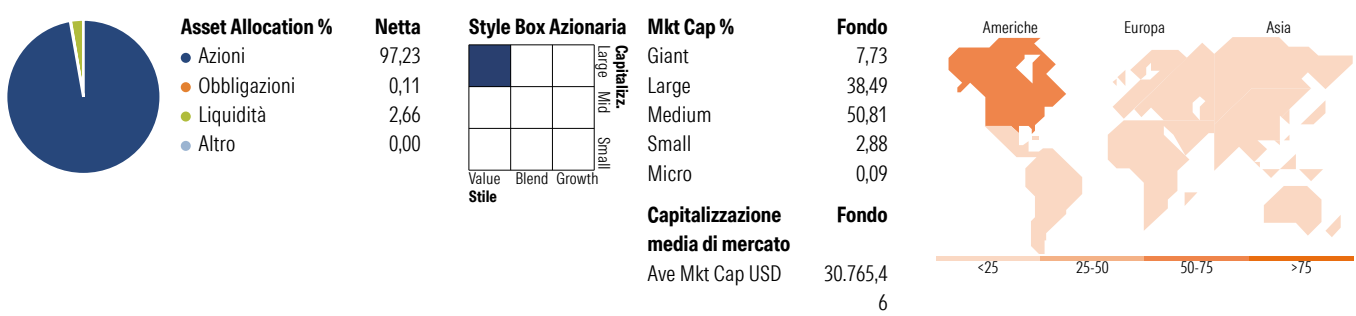 Asset Allocation % Netta
Azioni 97,23
Obbligazioni 0,11
Liquidità 2,66
Altro 0,00
Style Box Azionaria
Large Mid Small
Capitalizz.
Value Blend Growth
Stile
Mkt Cap % Fondo
Giant 7,73
Large 38,49
Medium 50,81
Small 2,88
Micro 0,09
Capitalizzazione Fondo
media di mercato
Ave Mkt Cap USD 30.765,4
6
Americhe Europa Asia
<25 25-50 50-75 >75